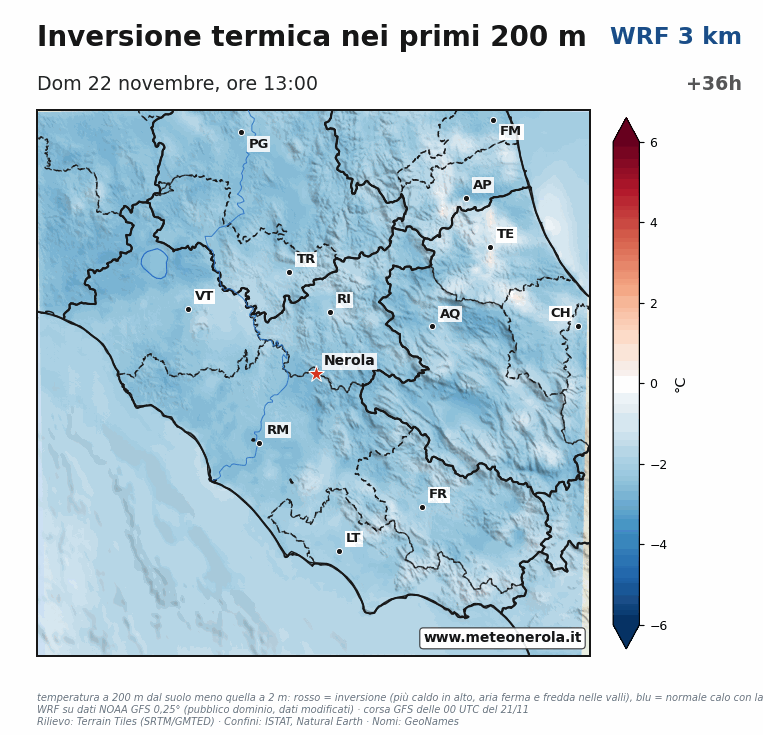 Inversione termica nei primi 200 m WRF 3 km
Dom 22 novembre, ore 13:00 +36h
FM
PG
AP
TE
TR
VT
RI
AQ
CH
Nerola
RM
FR
LT
www.meteonerola.it
6
4
2
0
−2
−4
−6
°C
temperatura a 200 m dal suolo meno quella a 2 m: rosso = inversione (più caldo in alto, aria ferma e fredda nelle valli), blu = normale calo con la
WRF su dati NOAA GFS 0,25° (pubblico dominio, dati modificati) · corsa GFS delle 00 UTC del 21/11
Rilievo: Terrain Tiles (SRTM/GMTED) · Confini: ISTAT, Natural Earth · Nomi: GeoNames